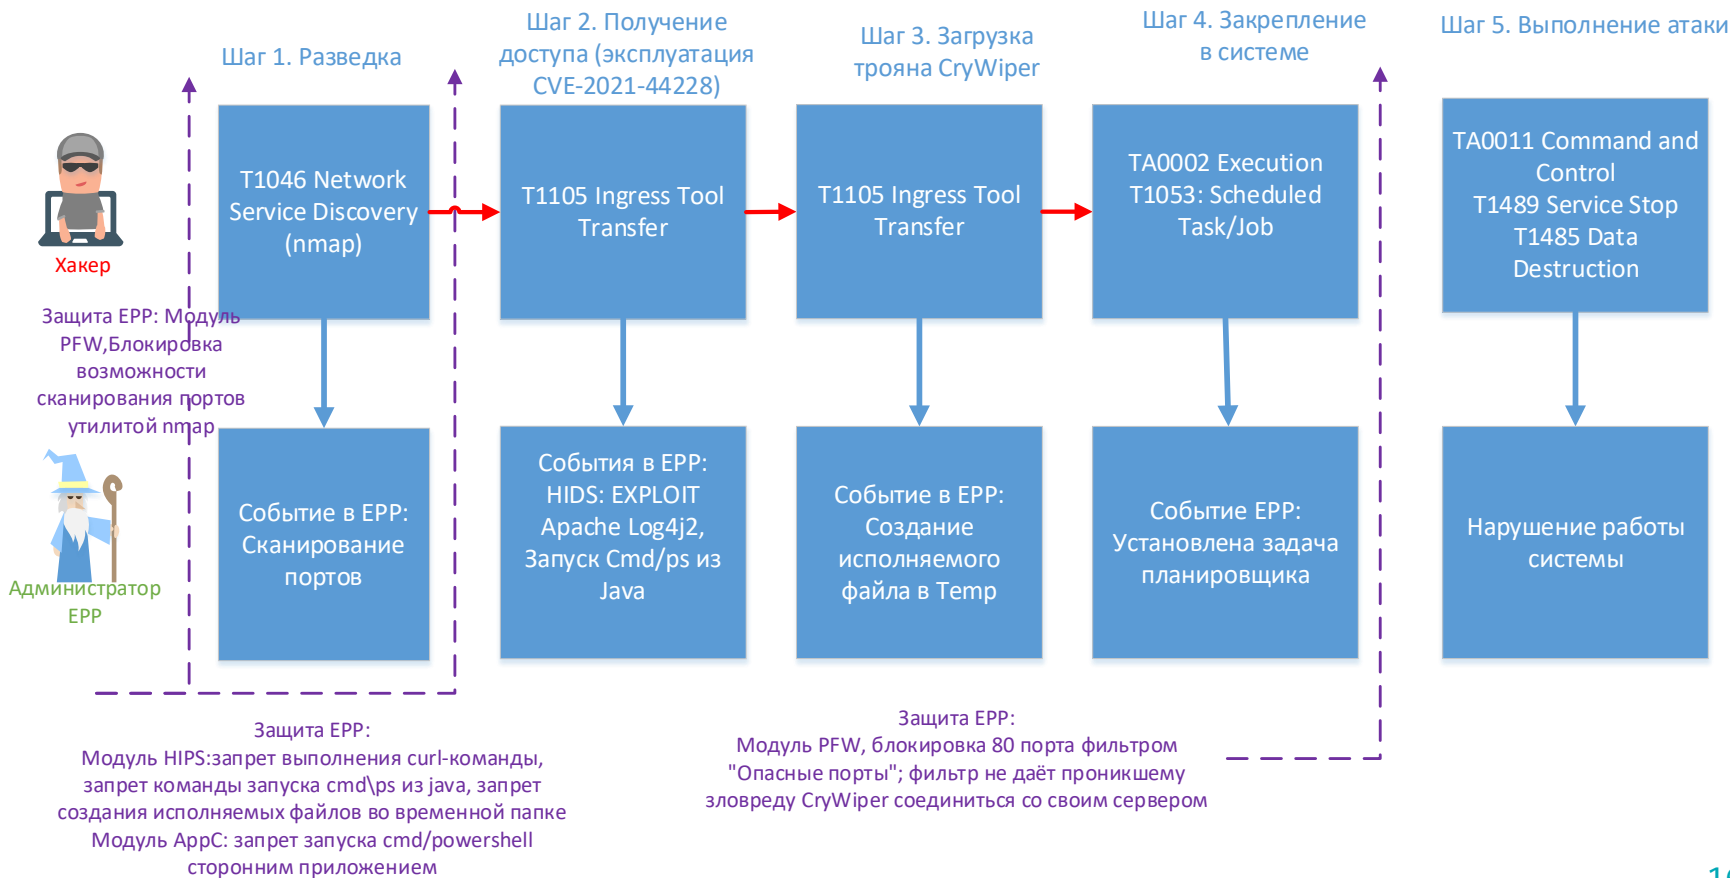 Шаг 1. Разведка
Шаг 2. Получение
доступа (эксплуатация
CVE-2021-44228)
Шаг 3. Загрузка
трояна CryWiper
Шаг 4. Закрепление
в системе
Шаг 5. Выполнение атаки
Хакер
T1046 Network
Service Discovery
(nmap)
T1105 Ingress Tool
Transfer
T1105 Ingress Tool
Transfer
TA0002 Execution
T1053: Scheduled
Task/Job
TA0011 Command and
Control
T1489 Service Stop
T1485 Data
Destruction
Защита EPP: Модуль
PFW,Блокировка
возможности
сканирования портов
утилитой nmap
Администратор
EPP
Событие в EPP:
Сканирование
портов
События в EPP:
HIDS: EXPLOIT
Apache Log4j2,
Запуск Cmd/ps из
Java
Событие в EPP:
Создание
исполняемого
файла в Temp
Событие EPP:
Установлена задача
планировщика
Нарушение работы
системы
Защита EPP:
Модуль HIPS:запрет выполнения curl-команды,
запрет команды запуска cmd\ps из java, запрет
создания исполняемых файлов во временной папке
Модуль AppC: запрет запуска cmd/powershell
сторонним приложением
Защита EPP:
Модуль PFW, блокировка 80 порта фильтром
"Опасные порты"; фильтр не даёт проникшему
зловреду CryWiper соединиться со своим сервером